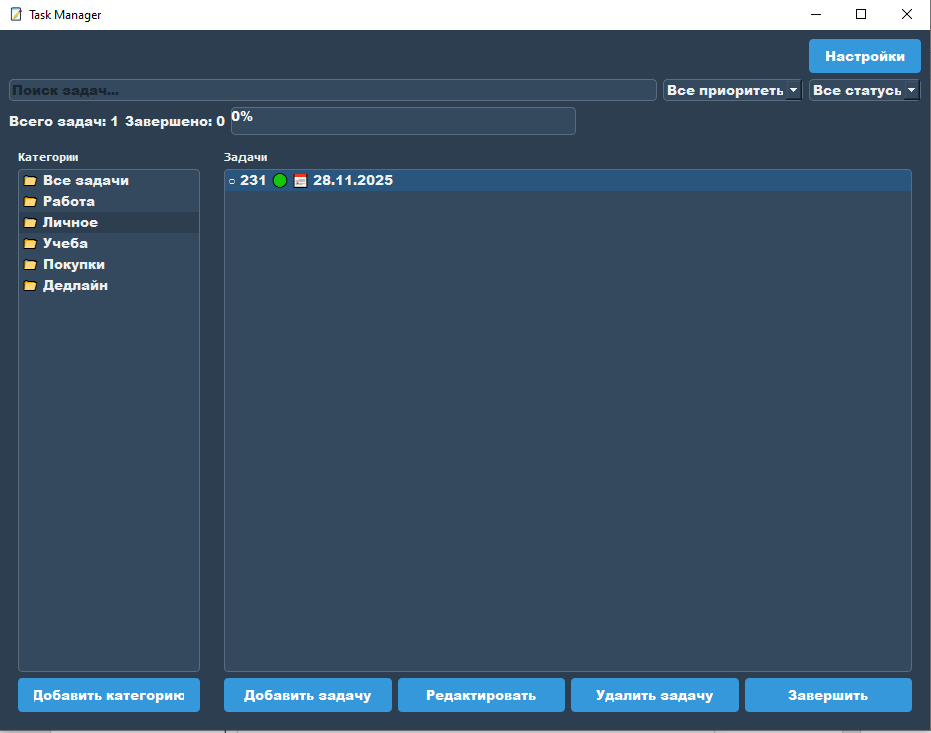 Task Manager
Настройки
Поиск задач...
Все приоритеть
Все статусь
Всего задач: 1 Завершено: 0 0%
Категории
Задачи
Все задачи
Работа
Личное
Учеба
Покупки
Дедлайн
231 28.11.2025
Добавить категорию
Добавить задачу
Редактировать
Удалить задачу
Завершить